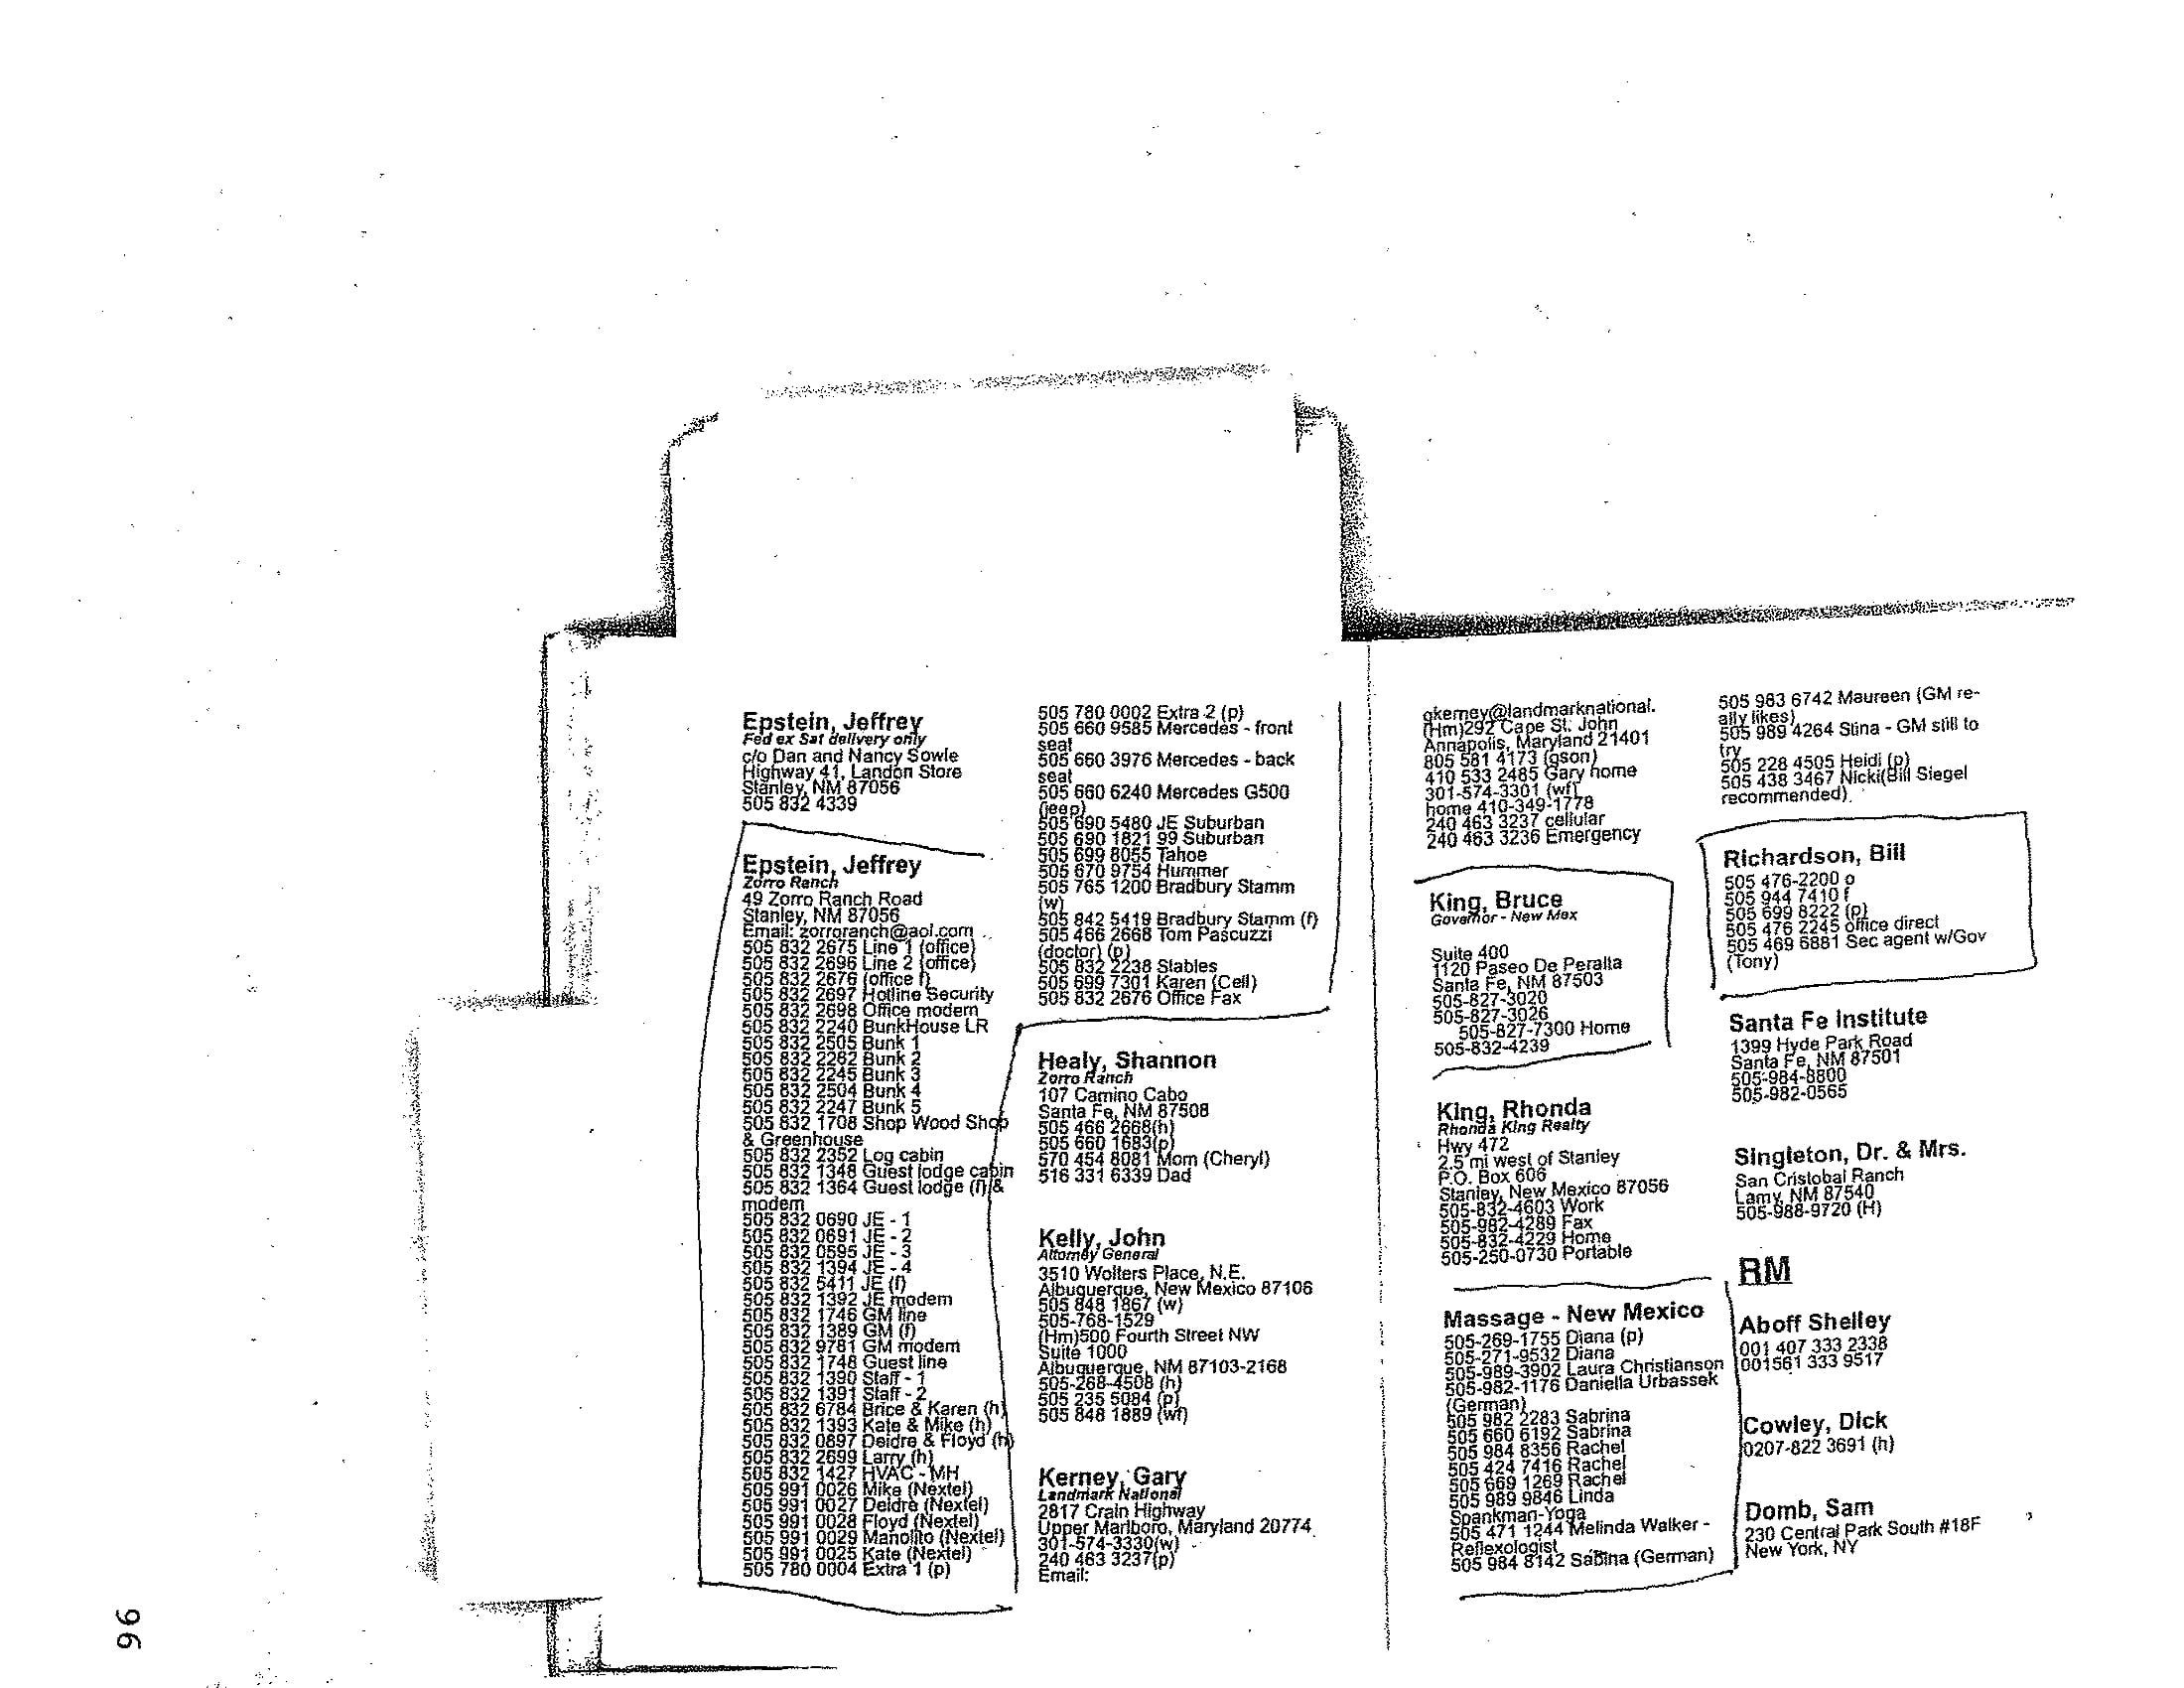 Epstein, Jeffrey
Fed ex Sat delivery only
c/o Dan and Nancy Sowle
Highway 41, Landon Store
Stanley, NM 87056
505 832 4339
Epstein, Jeffrey
Zorro Ranch
49 Zorro Ranch Road
Stanley, NM 87056
Email: zorroranch@aol.com
505 832 2675 Line 1 (office)
505 832 2696 Line 2 (office)
505 832 2676 (office f)
505 832 2697 Hotline Security
505 832 2698 Office modem
505 832 2240 BunkHouse LR
505 832 2505 Bunk 1
505 832 2282 Bunk 2
505 832 2245 Bunk 3
505 832 2504 Bunk 4
505 832 2247 Bunk 5
505 832 1708 Shop Wood Shop
& Greenhouse
505 832 2352 Log cabin
505 832 1348 Guest lodge cabin
505 832 1364 Guest lodge (f) &
modem
505 832 0690 JE - 1
505 832 0691 JE - 2
505 832 0595 JE - 3
505 832 1394 JE - 4
505 832 5411 JE (f)
505 832 1392 JE modem
505 832 1746 GM line
505 832 1389 GM (f)
505 832 9781 GM modem
505 832 1748 Guest line
505 832 1390 Staff - 1
505 832 1391 Staff - 2
505 832 6784 Brice & Karen (h)
505 832 1393 Kate & Mike (h)
505 832 0897 Deidre & Floyd (h)
505 832 2699 Larry (h)
505 832 1427 HVAC - MH
505 991 0026 Mike (Nextel)
505 991 0027 Deidre (Nextel)
505 991 0028 Floyd (Nextel)
505 991 0029 Manolito (Nextel)
505 991 0025 Kate (Nextel)
505 780 0004 Extra 1 (p)
505 780 0002 Extra 2 (p)
505 660 9585 Mercedes - front
seat
505 660 3976 Mercedes - back
seat
505 660 6240 Mercedes G500
(jeep)
505 690 5480 JE Suburban
505 690 1821 99 Suburban
505 699 8055 Tahoe
505 670 9754 Hummer
505 765 1200 Bradbury Stamm
(w)
505 842 5419 Bradbury Stamm (f)
505 466 2668 Tom Pascuzzi
(doctor) (p)
505 832 2238 Stables
505 699 7301 Karen (Cell)
505 832 2676 Office Fax
Healy, Shannon
Zorro Ranch
107 Camino Cabo
Santa Fe, NM 87508
505 466 2668(h)
505 660 1683(p)
570 454 8081 Mom (Cheryl)
516 331 6339 Dad
Kelly, John
Attorney General
3510 Wolters Place, N.E.
Albuquerque, New Mexico 87106
505 848 1867 (w)
505-768-1529
(Hm)500 Fourth Street NW
Suite 1000
Albuquerque, NM 87103-2168
505-268-4508 (h)
505 235 5084 (p)
505 848 1889 (wf)
Kerney, Gary
Landmark National
2817 Crain Highway
Upper Marlboro, Maryland 20774
301-574-3330(w)
240 463 3237(p)
Email:
gkerney@landmarknational.
(Hm)292 Cape St. John
Annapolis, Maryland 21401
805 581 4173 (gson)
410 533 2485 Gary home
301-574-3301 (wf)
home 410-349-1778
240 463 3237 cellular
240 463 3236 Emergency
King, Bruce
Governor - New Mex
Suite 400
1120 Paseo De Peralta
Santa Fe, NM 87503
505-827-3020
505-827-3026
505-827-7300 Home
505-832-4239
King, Rhonda
Rhonda King Realty
Hwy 472
2.5 mi west of Stanley
P.O. Box 606
Stanley, New Mexico 87056
505-832-4603 Work
505-982-4289 Fax
505-832-4229 Home
505-250-0730 Portable
Massage - New Mexico
505-269-1755 Diana (p)
505-271-9532 Diana
505-989-3902 Laura Christianson
505-982-1176 Daniella Urbassek
(German)
505 982 2283 Sabrina
505 660 6192 Sabrina
505 984 8356 Rachel
505 424 7416 Rachel
505 669 1269 Rachel
505 989 9846 Linda
Spankman-Yoga
505 471 1244 Melinda Walker -
Reflexologist
505 984 8142 Sabina (German)
505 983 6742 Maureen (GM re-
ally likes)
505 989 4264 Stina - GM still to
try
505 228 4505 Heidi (p)
505 438 3467 Nicki(Bill Siegel
recommended).
Richardson, Bill
505 476-2200 o
505 944 7410 f
505 699 8222 (p)
505 476 2245 office direct
505 469 6881 Sec agent w/Gov
(Tony)
Santa Fe Institute
1399 Hyde Park Road
Santa Fe, NM 87501
505-984-8800
505-982-0565
Singleton, Dr. & Mrs.
San Cristobal Ranch
Lamy, NM 87540
505-988-9720 (H)
RM
Aboff Shelley
001 407 333 2338
001561 333 9517
Cowley, Dick
0207-822 3691 (h)
Domb, Sam
230 Central Park South #18F
New York, NY
96